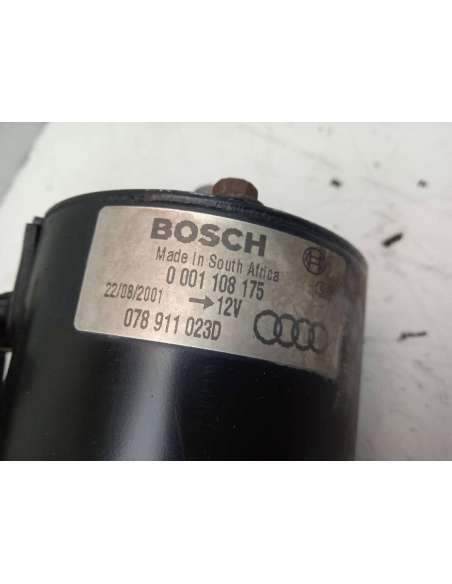 BOSCH
Made in South Africa
0 001 108 175
22/08/2001 → 12V
078 911 023D